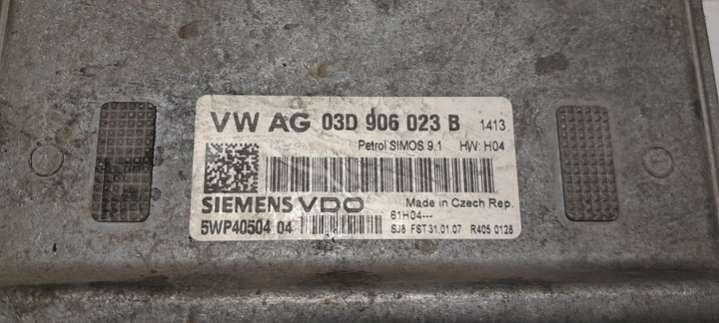 VW AG 03D 906 023 B 1413
Petrol SIMOS 9.1 HW: H04
SIEMENS VDO Made in Czech Rep.
61H04---
5WP40504 04 SJ8 FST 31.01.07 R405 0128